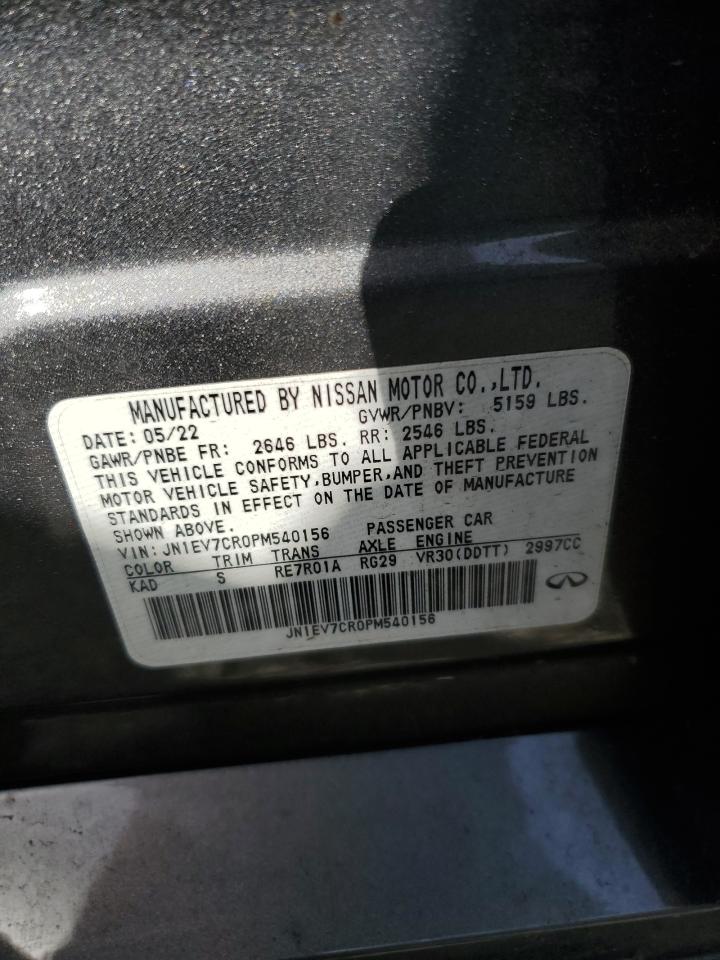 MANUFACTURED BY NISSAN MOTOR CO.,LTD.
DATE: 05/22 GVWR/PNBV: 5159 LBS.
GAWR/PNBE FR: 2646 LBS. RR: 2546 LBS.
THIS VEHICLE CONFORMS TO ALL APPLICABLE FEDERAL
MOTOR VEHICLE SAFETY,BUMPER,AND THEFT PREVENTION
STANDARDS IN EFFECT ON THE DATE OF MANUFACTURE
SHOWN ABOVE.
VIN: JN1EV7CR0PM540156 PASSENGER CAR
COLOR TRIM TRANS AXLE ENGINE
KAD S RE7R01A RG29 VR30(DDTT) 2997CC
JN1EV7CR0PM540156